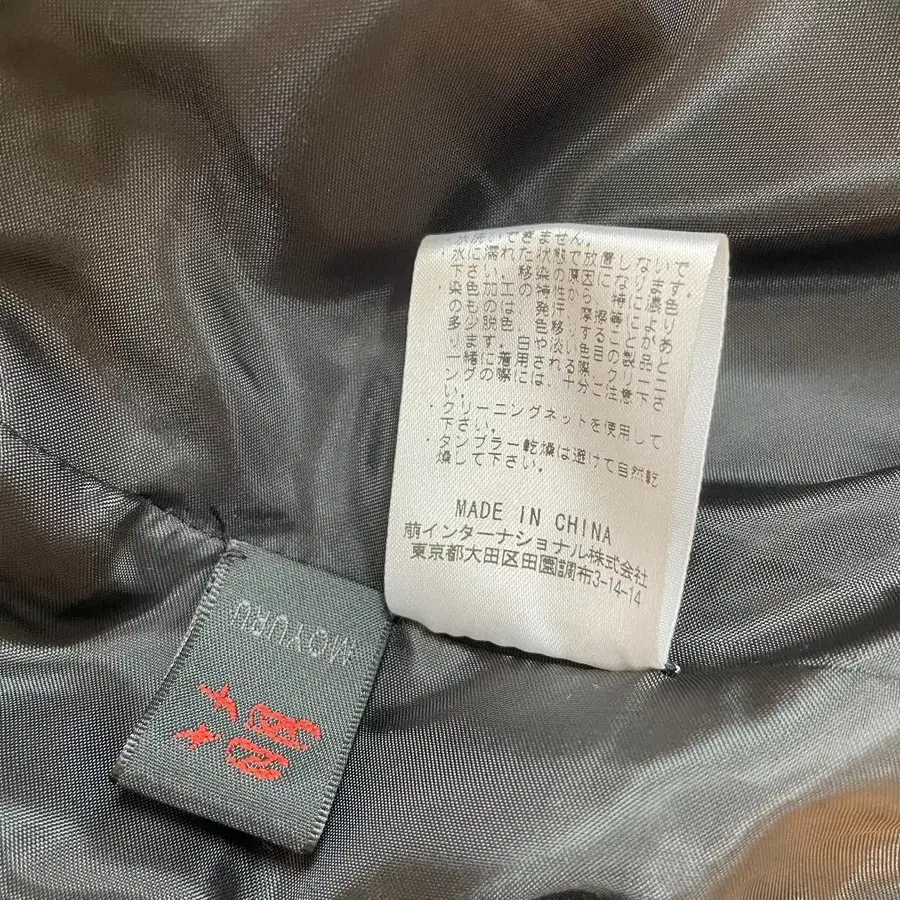 水洗いできません。
・水に濡れた状態で放置しないで
下さい。移染の原因になります。
・染色加工の特性から、特に濃色
ものは、発汗、摩擦等により
多少脱色、色移りすることがあ
ります。白や淡い色目の製品と
一緒に着用される際、クリーニ
ングの際には、十分ご注意下さ
い。
・クリーニングネットを使用して
下さい。
・タンブラー乾燥は避けて自然乾
燥して下さい。
MADE IN CHINA
萌インターナショナル株式会社
東京都大田区田園調布3-14-14
MOYURU